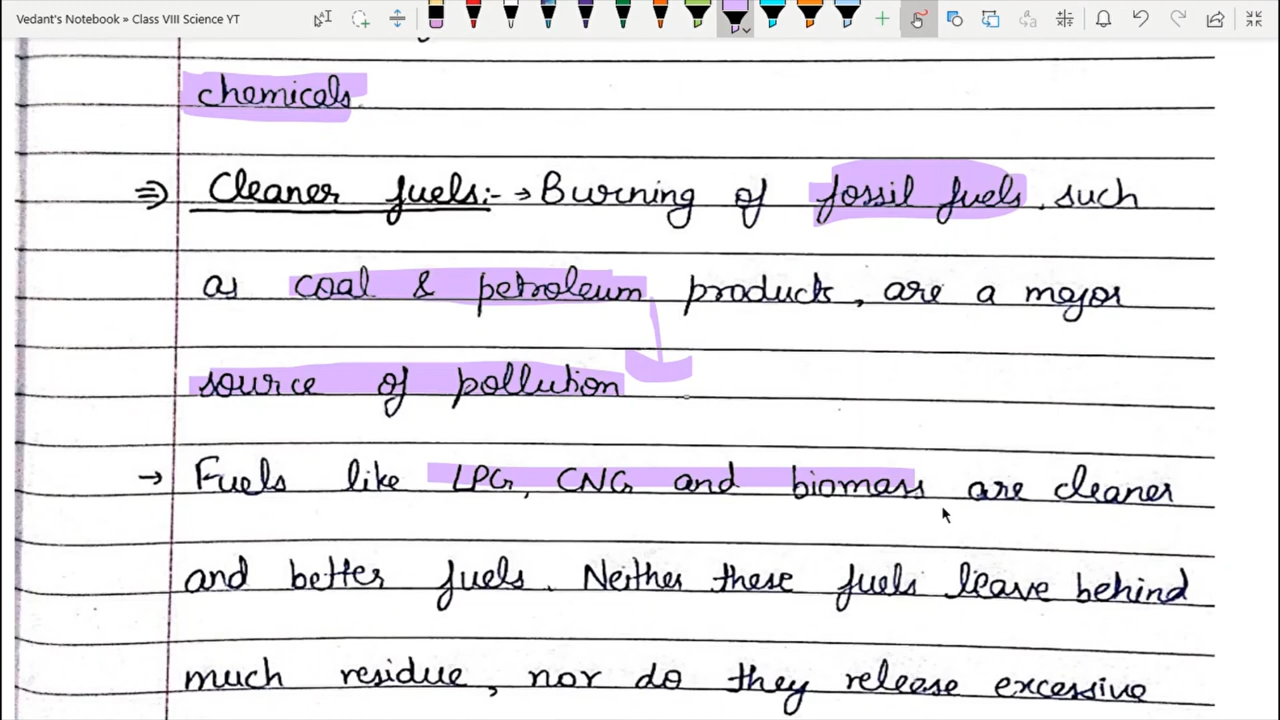 Vedant's Notebook » Class VIII Science YT
chemicals
⇒ Cleaner fuels:- → Burning of fossil fuels, such
as coal & petroleum products, are a major
source of pollution
→ Fuels like LPG, CNG and biomass are cleaner
and better fuels. Neither these fuels leave behind
much residue, nor do they release excessive